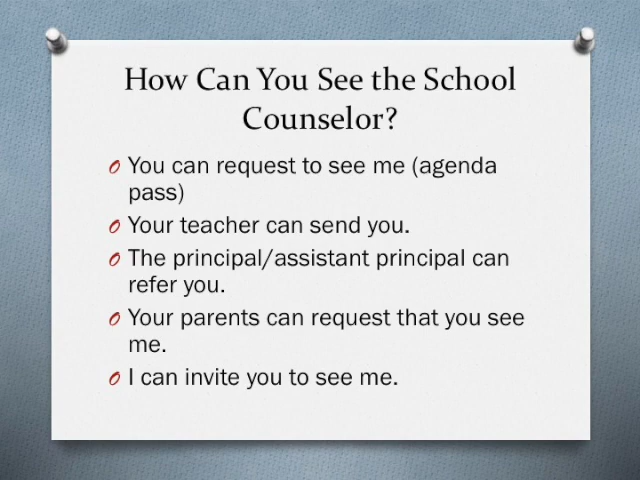 How Can You See the School
Counselor?
You can request to see me (agenda
pass)
Your teacher can send you.
The principal/assistant principal can
refer you.
Your parents can request that you see
me.
I can invite you to see me.